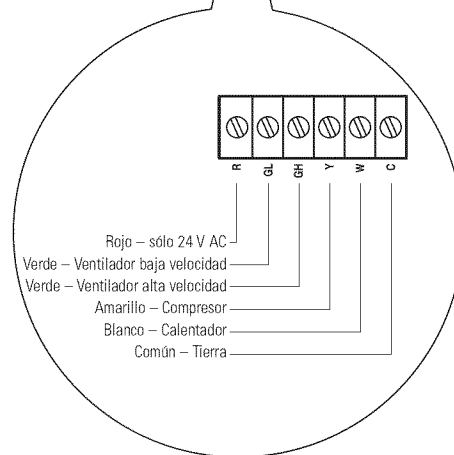 R GL GH Y W C
Rojo – sólo 24 V AC
Verde – Ventilador baja velocidad
Verde – Ventilador alta velocidad
Amarillo – Compresor
Blanco – Calentador
Común – Tierra